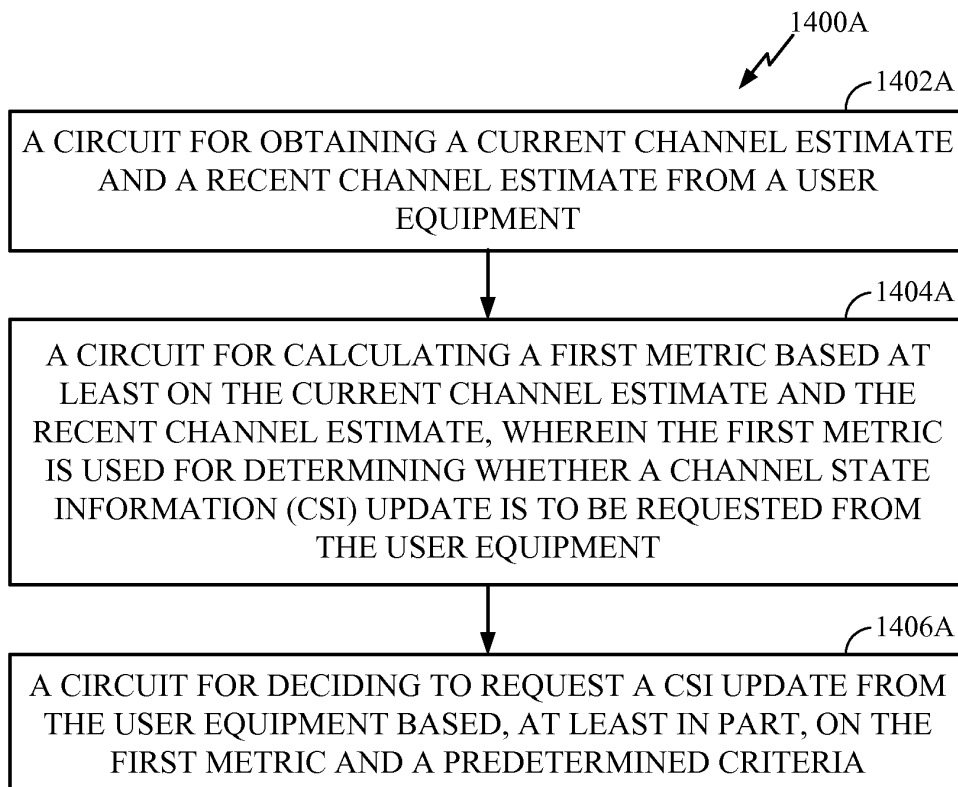 1400A
1402A
A CIRCUIT FOR OBTAINING A CURRENT CHANNEL ESTIMATE
AND A RECENT CHANNEL ESTIMATE FROM A USER
EQUIPMENT
1404A
A CIRCUIT FOR CALCULATING A FIRST METRIC BASED AT
LEAST ON THE CURRENT CHANNEL ESTIMATE AND THE
RECENT CHANNEL ESTIMATE, WHEREIN THE FIRST METRIC
IS USED FOR DETERMINING WHETHER A CHANNEL STATE
INFORMATION (CSI) UPDATE IS TO BE REQUESTED FROM
THE USER EQUIPMENT
1406A
A CIRCUIT FOR DECIDING TO REQUEST A CSI UPDATE FROM
THE USER EQUIPMENT BASED, AT LEAST IN PART, ON THE
FIRST METRIC AND A PREDETERMINED CRITERIA